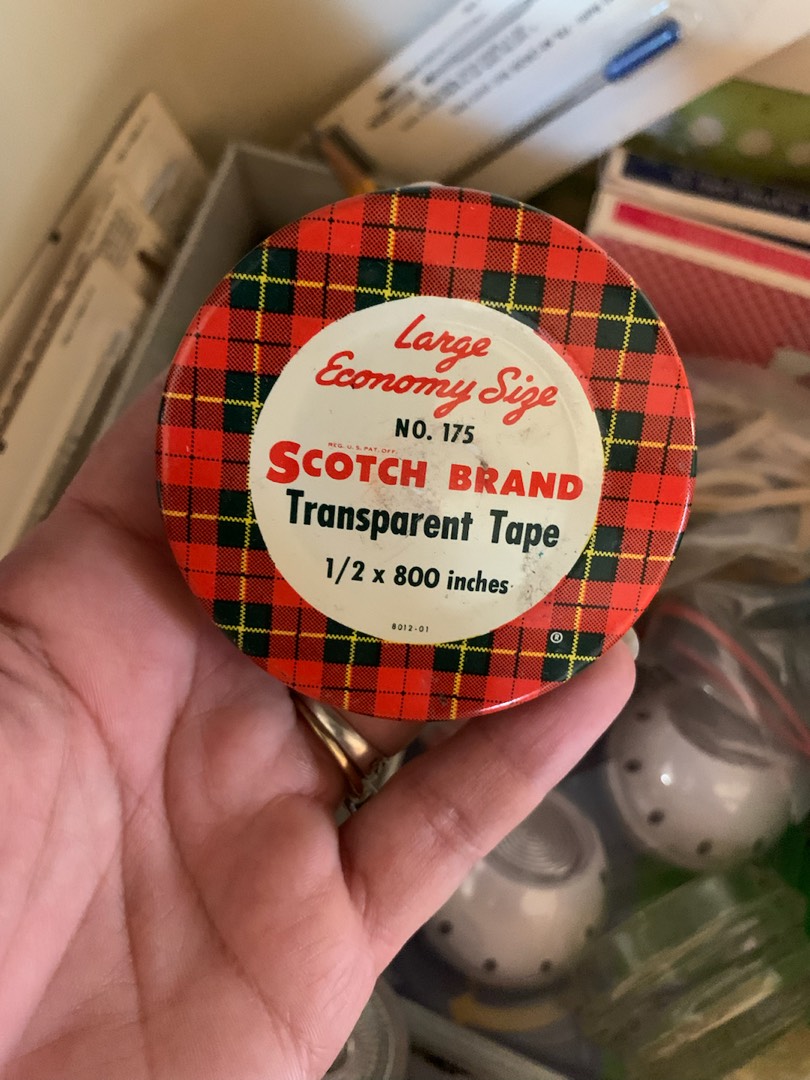 Large
Economy Size
NO. 175
REG. U.S. PAT. OFF.
SCOTCH BRAND
Transparent Tape
1/2 x 800 inches
8012-01
®